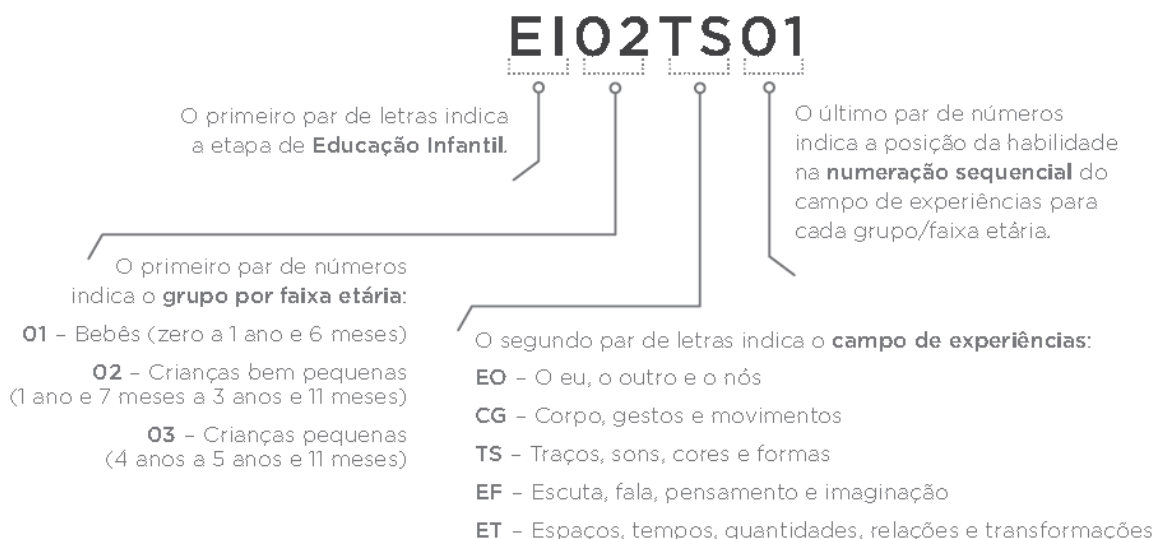 EI02TS01
O primeiro par de letras indica
a etapa de Educação Infantil.
O último par de números
indica a posição da habilidade
na numeração sequencial do
campo de experiências para
cada grupo/faixa etária.
O primeiro par de números
indica o grupo por faixa etária:
01 – Bebês (zero a 1 ano e 6 meses)
02 – Crianças bem pequenas
(1 ano e 7 meses a 3 anos e 11 meses)
03 – Crianças pequenas
(4 anos a 5 anos e 11 meses)
O segundo par de letras indica o campo de experiências:
EO – O eu, o outro e o nós
CG – Corpo, gestos e movimentos
TS – Traços, sons, cores e formas
EF – Escuta, fala, pensamento e imaginação
ET – Espaços, tempos, quantidades, relações e transformações